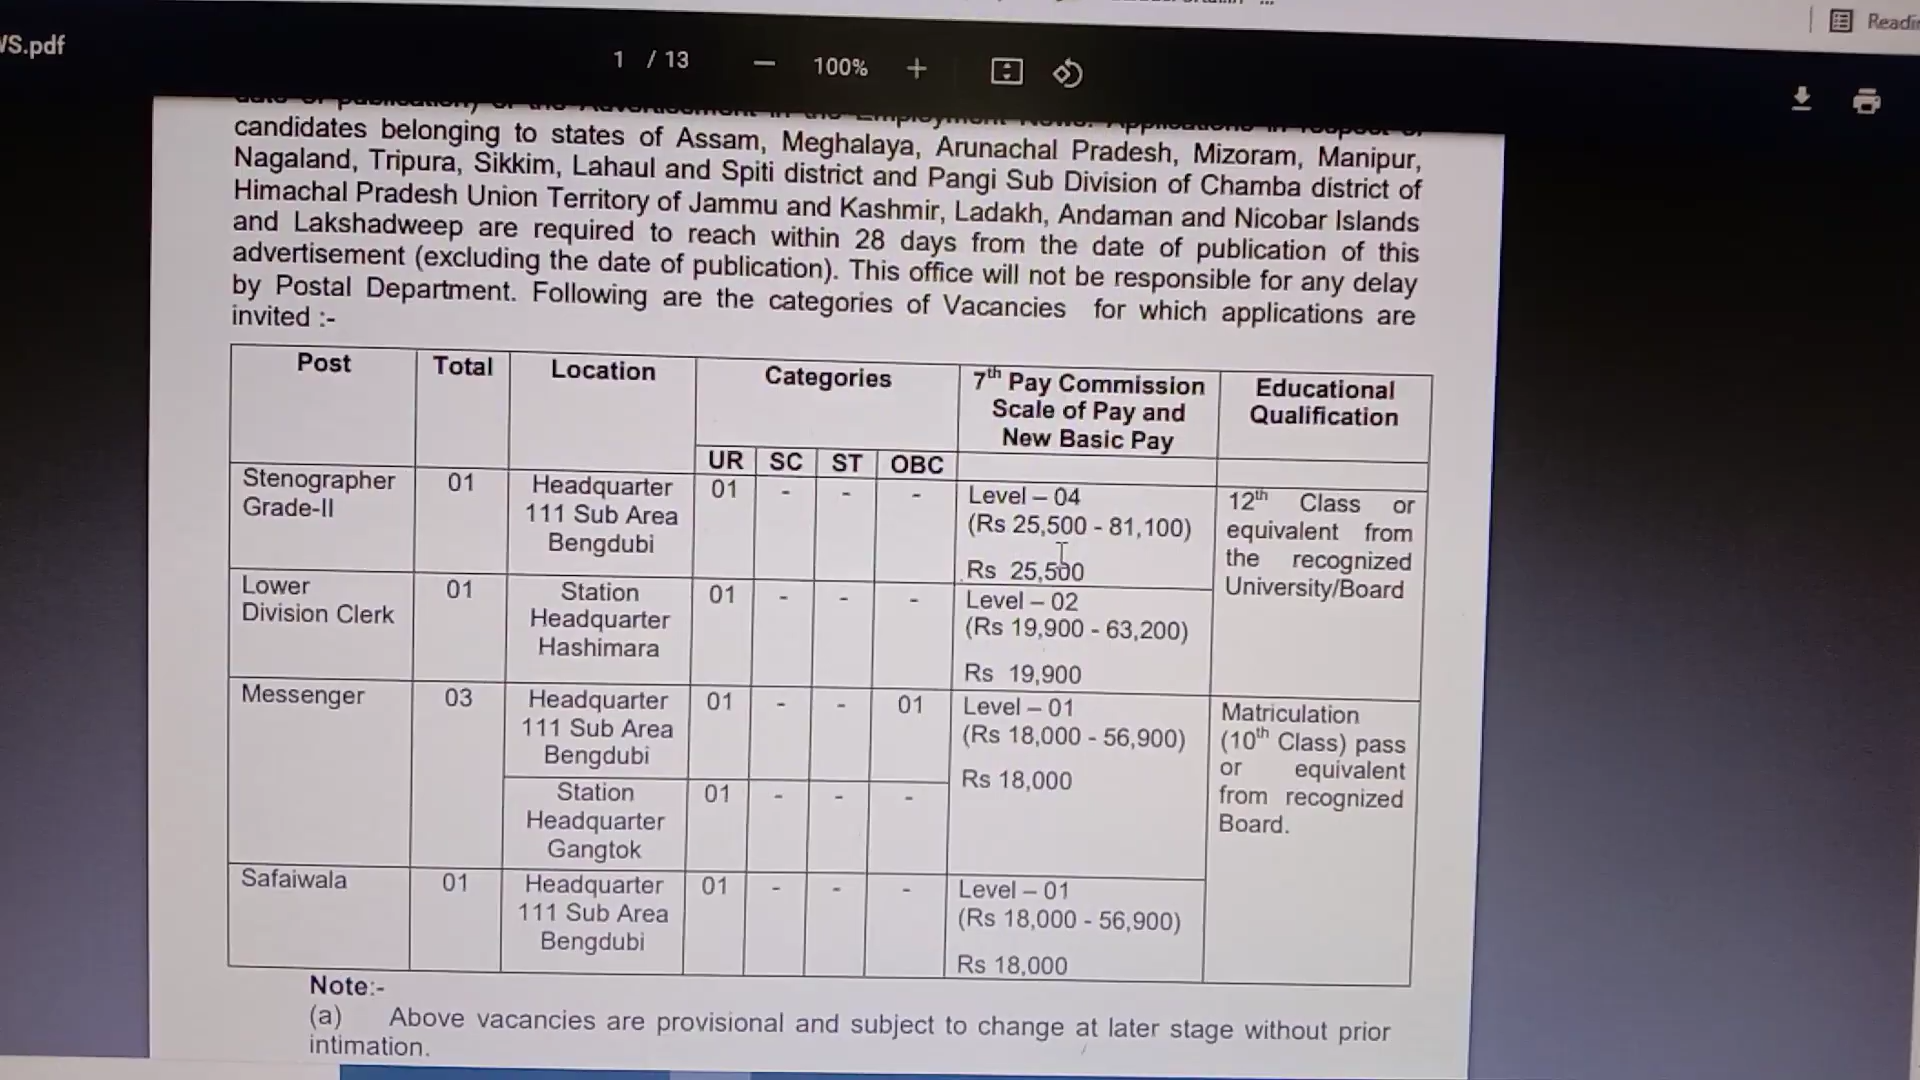 WS.pdf
1 / 13
100%
candidates belonging to states of Assam, Meghalaya, Arunachal Pradesh, Mizoram, Manipur,
Nagaland, Tripura, Sikkim, Lahaul and Spiti district and Pangi Sub Division of Chamba district of
Himachal Pradesh Union Territory of Jammu and Kashmir, Ladakh, Andaman and Nicobar Islands
and Lakshadweep are required to reach within 28 days from the date of publication of this
advertisement (excluding the date of publication). This office will not be responsible for any delay
by Postal Department. Following are the categories of Vacancies for which applications are
invited :-
Post Total Location Categories 7th Pay Commission Scale of Pay and New Basic Pay Educational Qualification
UR SC ST OBC
Stenographer Grade-II 01 Headquarter 111 Sub Area Bengdubi 01 - - - Level – 04 (Rs 25,500 - 81,100) Rs 25,500 12th Class or equivalent from the recognized University/Board
Lower Division Clerk 01 Station Headquarter Hashimara 01 - - - Level – 02 (Rs 19,900 - 63,200) Rs 19,900
Messenger 03 Headquarter 111 Sub Area Bengdubi 01 - - 01 Level – 01 (Rs 18,000 - 56,900) Rs 18,000 Matriculation (10th Class) pass or equivalent from recognized Board.
Station Headquarter Gangtok 01 - - -
Safaiwala 01 Headquarter 111 Sub Area Bengdubi 01 - - - Level – 01 (Rs 18,000 - 56,900) Rs 18,000
Note:-
(a) Above vacancies are provisional and subject to change at later stage without prior
intimation.